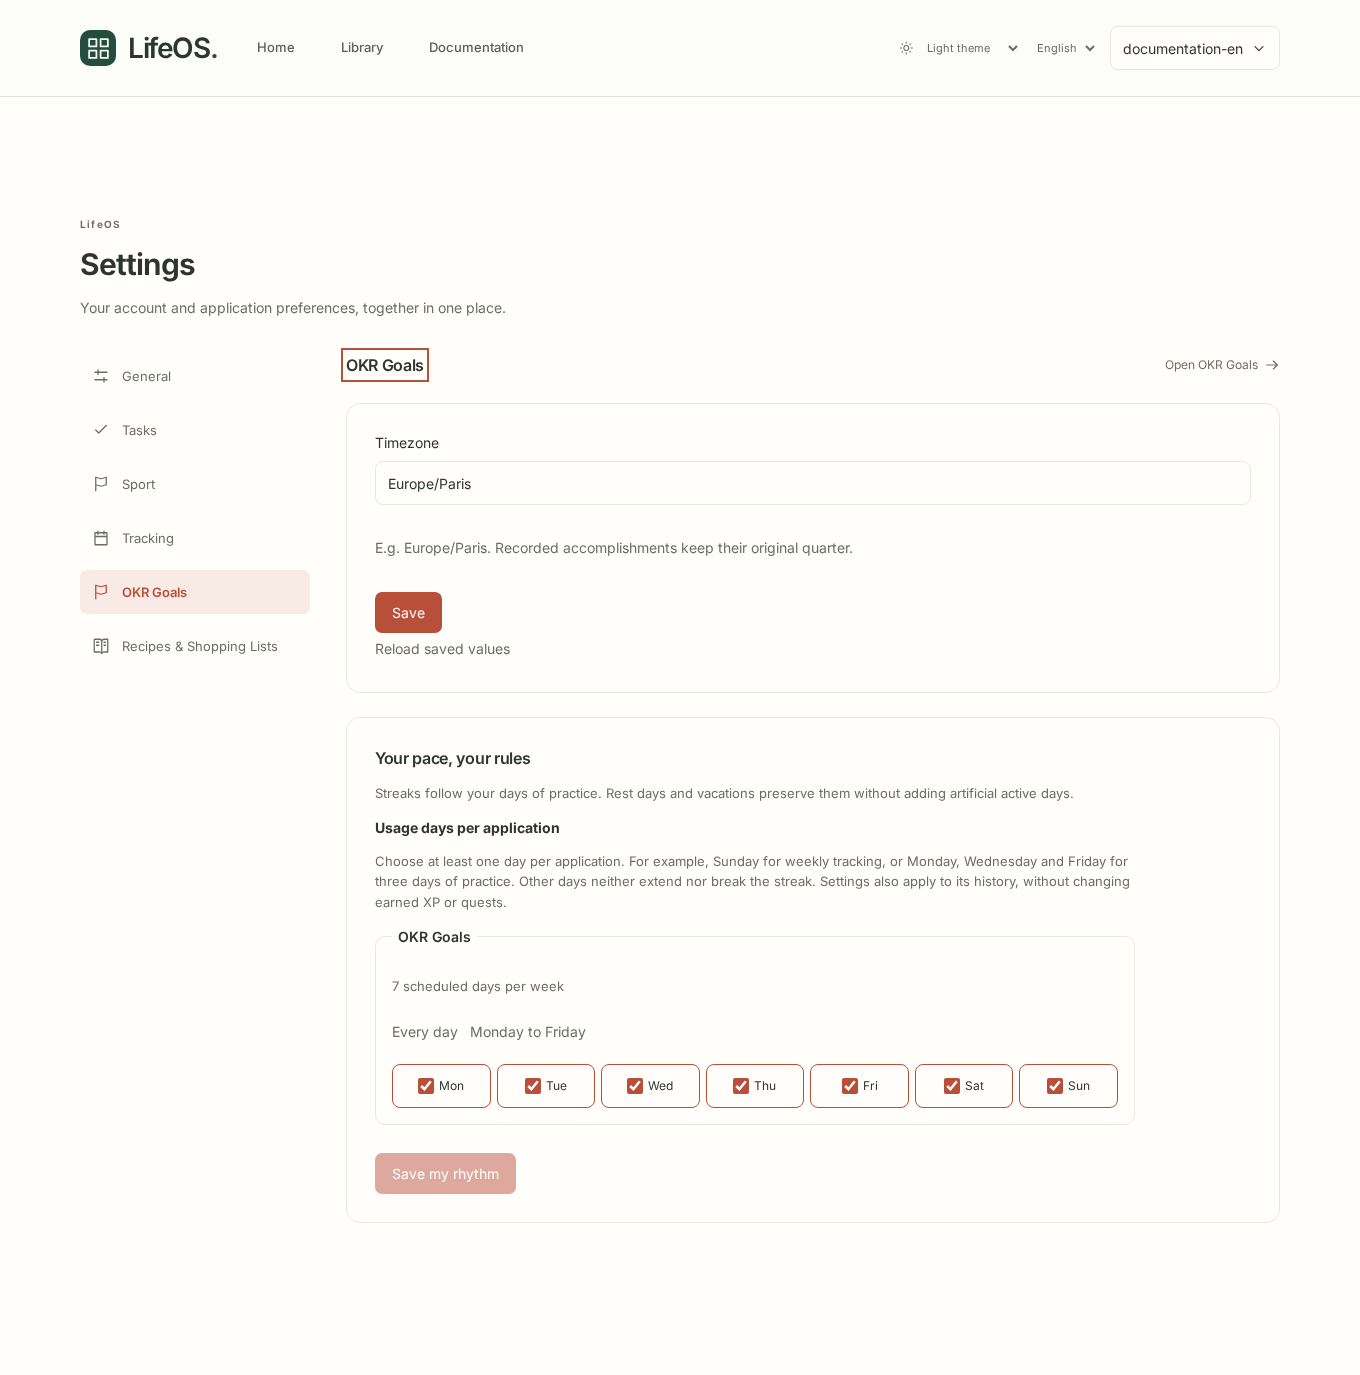 LifeOS.
Home
Library
Documentation
Light theme
English
documentation-en
LifeOS
Settings
Your account and application preferences, together in one place.
General
Tasks
Sport
Tracking
OKR Goals
Recipes & Shopping Lists
OKR Goals
Open OKR Goals
Timezone
Europe/Paris
E.g. Europe/Paris. Recorded accomplishments keep their original quarter.
Save
Reload saved values
Your pace, your rules
Streaks follow your days of practice. Rest days and vacations preserve them without adding artificial active days.
Usage days per application
Choose at least one day per application. For example, Sunday for weekly tracking, or Monday, Wednesday and Friday for
three days of practice. Other days neither extend nor break the streak. Settings also apply to its history, without changing
earned XP or quests.
OKR Goals
7 scheduled days per week
Every day Monday to Friday
Mon Tue Wed Thu Fri Sat Sun
Save my rhythm